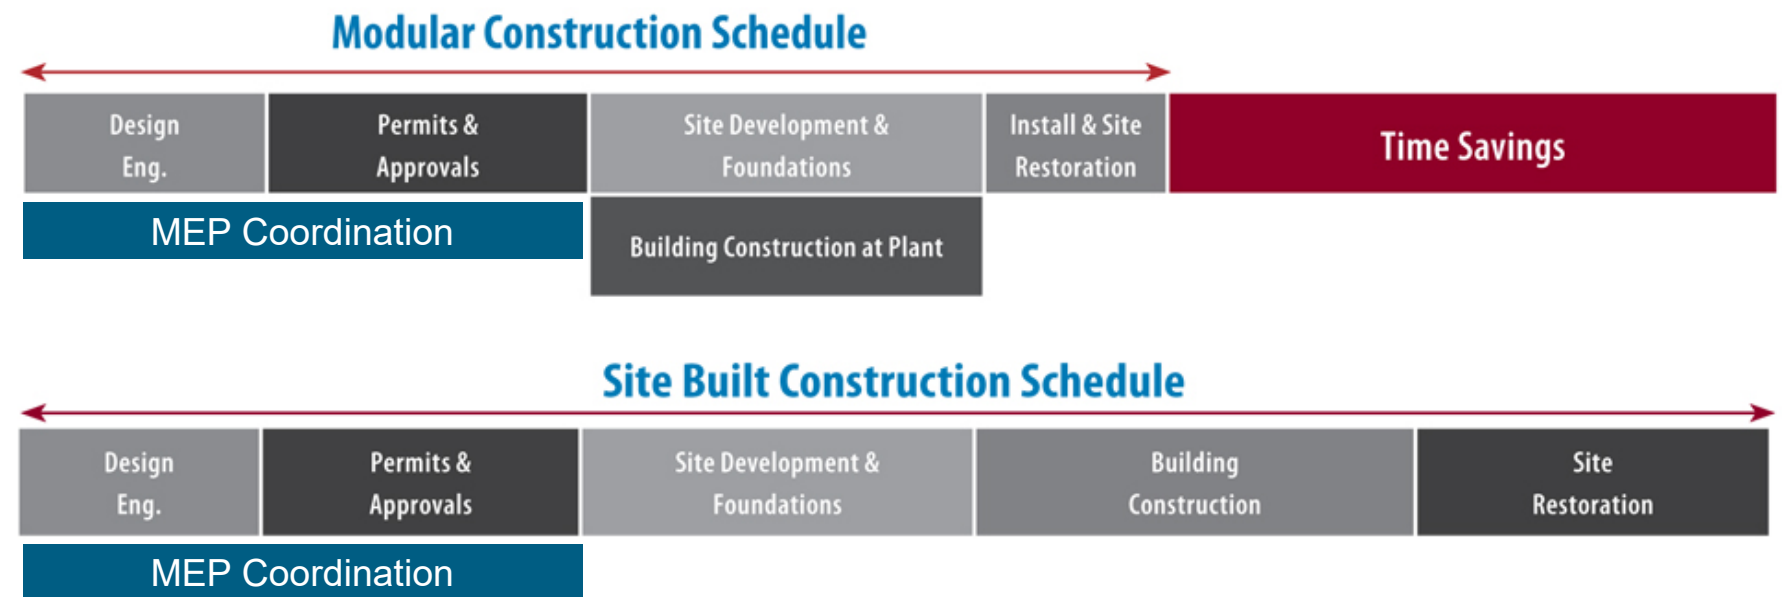 Modular Construction Schedule
Design
Eng.
Permits &
Approvals
Site Development &
Foundations
Install & Site
Restoration
Time Savings
MEP Coordination
Building Construction at Plant
Site Built Construction Schedule
Design
Eng.
Permits &
Approvals
Site Development &
Foundations
Building
Construction
Site
Restoration
MEP Coordination